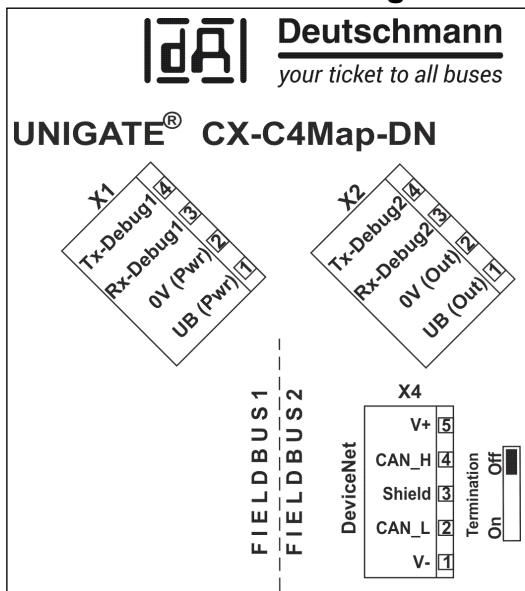 dA
Deutschmann
your ticket to all buses
UNIGATE® CX-C4Map-DN
X1
Tx-Debug1 4
Rx-Debug1 3
0V (Pwr) 2
UB (Pwr) 1
X2
Tx-Debug2 4
Rx-Debug2 3
0V (Out) 2
UB (Out) 1
FIELDBUS1
FIELDBUS2
X4
DeviceNet
V+ 5
CAN_H 4
Shield 3
CAN_L 2
V- 1
Termination
Off
On